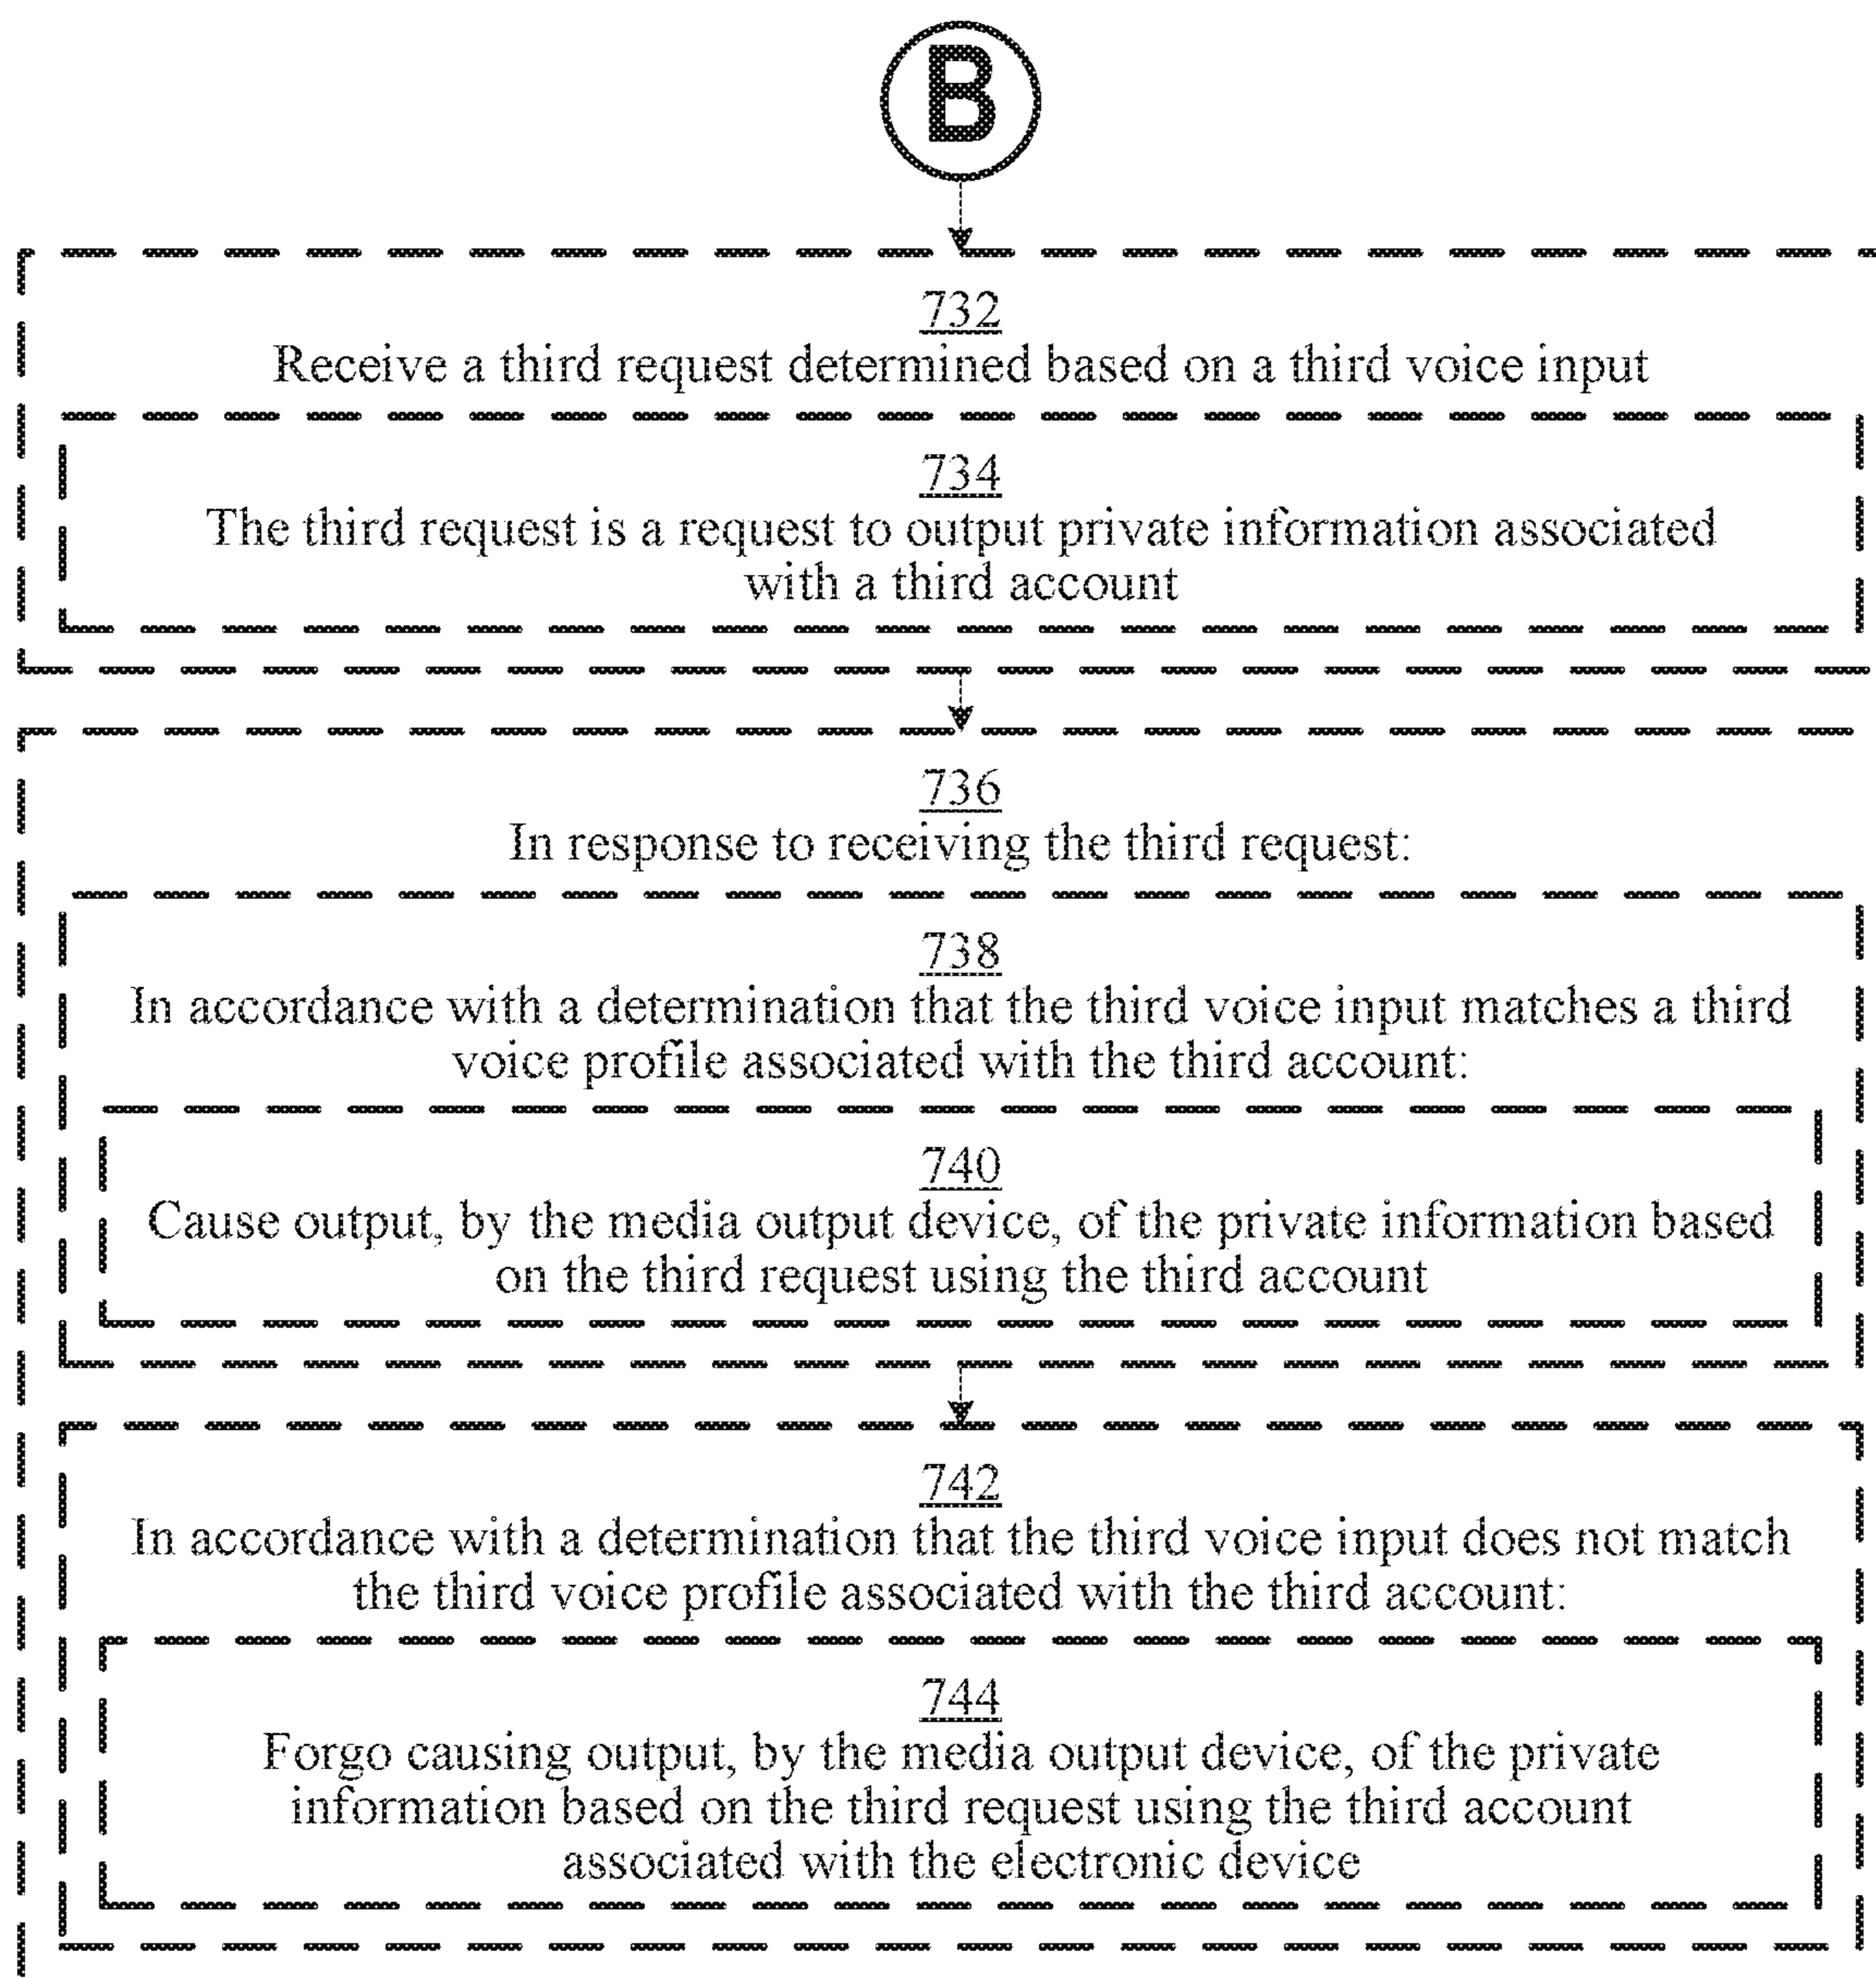 B
732
Receive a third request determined based on a third voice input
734
The third request is a request to output private information associated
with a third account
736
In response to receiving the third request:
738
In accordance with a determination that the third voice input matches a third
voice profile associated with the third account:
740
Cause output, by the media output device, of the private information based
on the third request using the third account
742
In accordance with a determination that the third voice input does not match
the third voice profile associated with the third account:
744
Forgo causing output, by the media output device, of the private
information based on the third request using the third account
associated with the electronic device